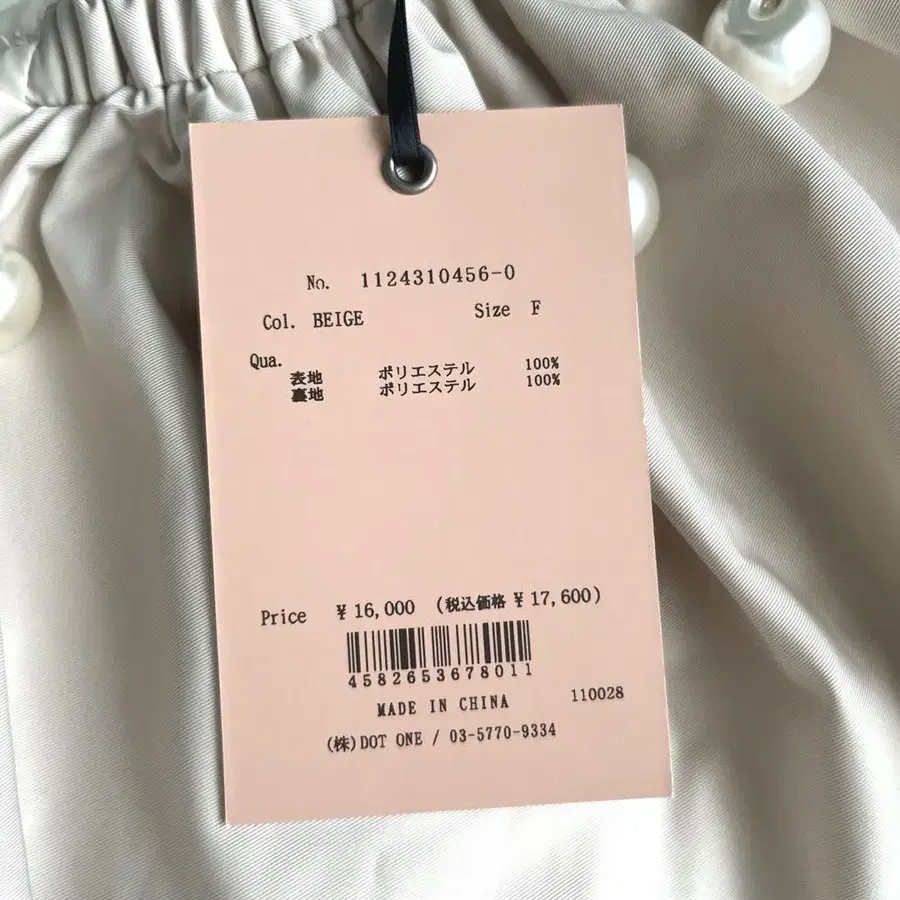 No. 1124310456-0
Col. BEIGE Size F
Qua.
表地 ポリエステル 100%
裏地 ポリエステル 100%
Price ¥16,000 (税込価格 ¥17,600)
4582653678011
MADE IN CHINA 110028
(株)DOT ONE / 03-5770-9334